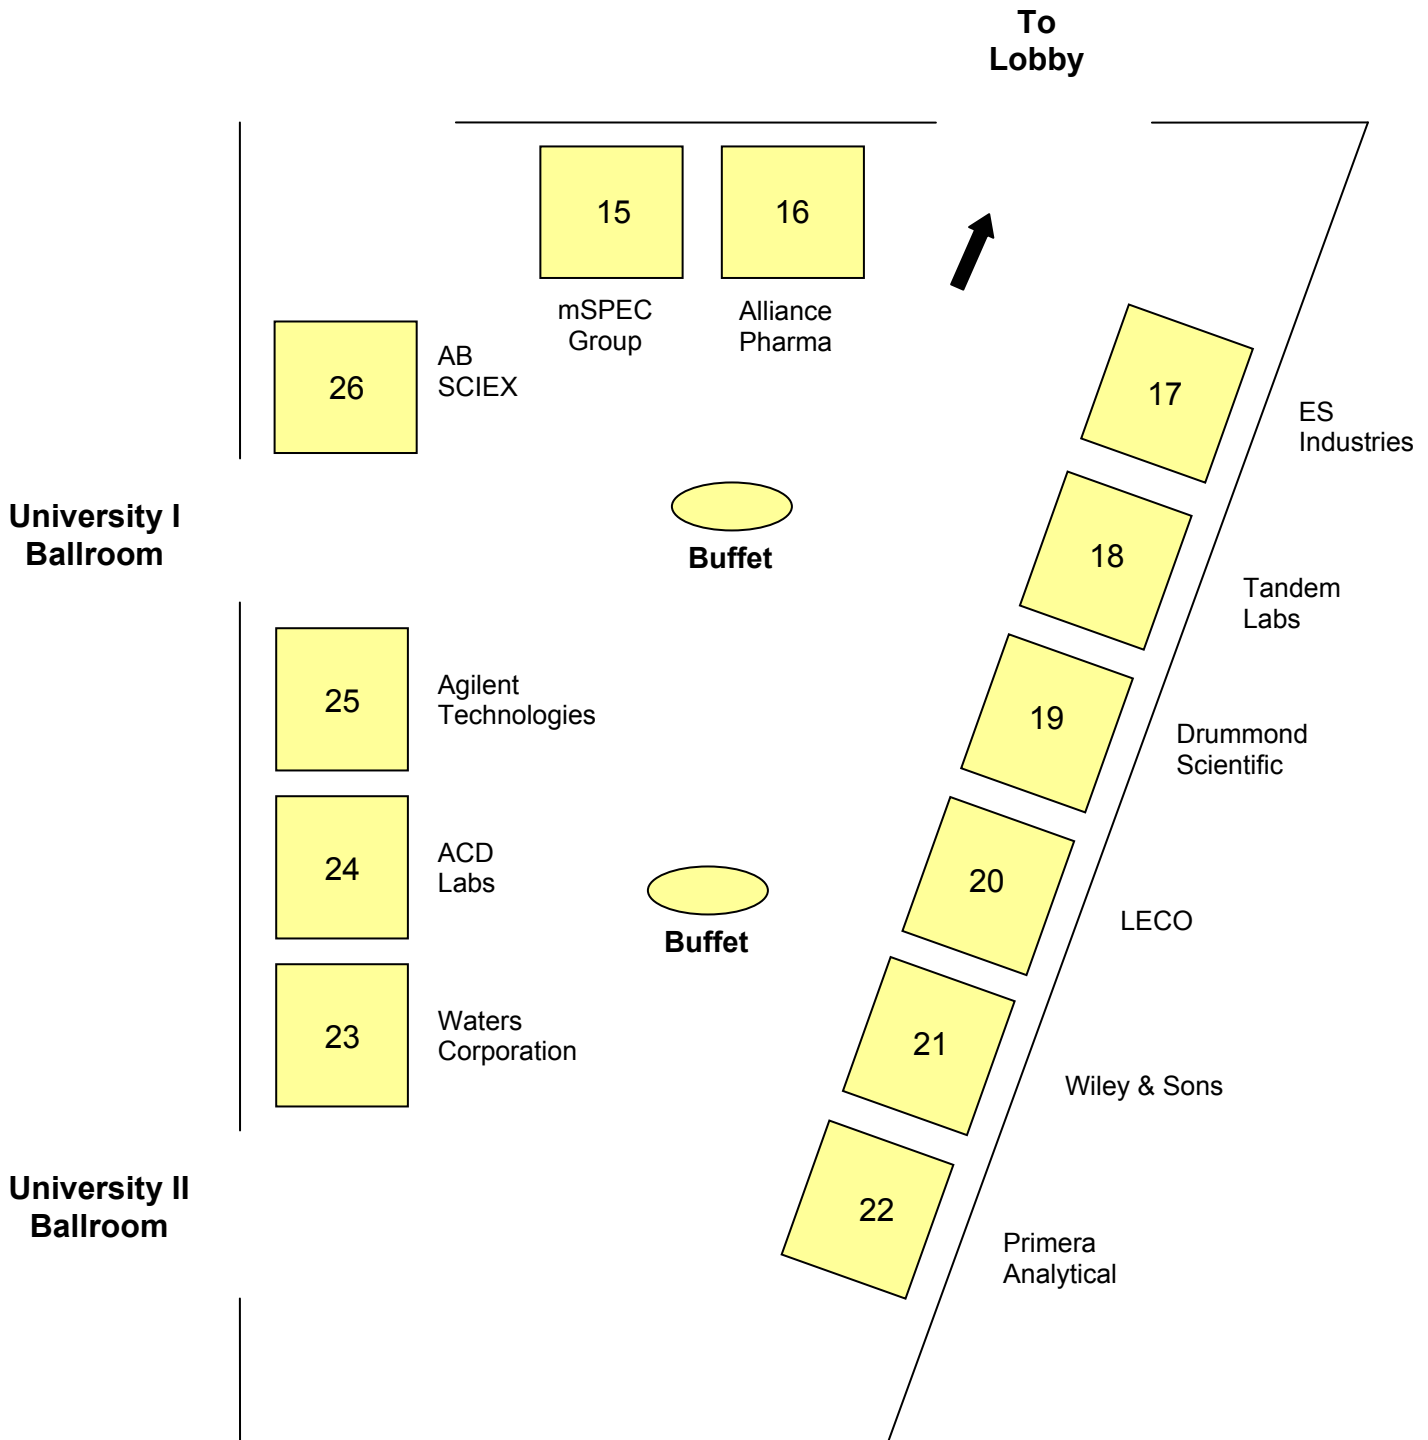 To
Lobby
15
16
mSPEC
Group
Alliance
Pharma
26
AB
SCIEX
17
ES
Industries
University I
Ballroom
Buffet
18
Tandem
Labs
25
Agilent
Technologies
19
Drummond
Scientific
24
ACD
Labs
Buffet
20
LECO
23
Waters
Corporation
21
Wiley & Sons
University II
Ballroom
22
Primera
Analytical